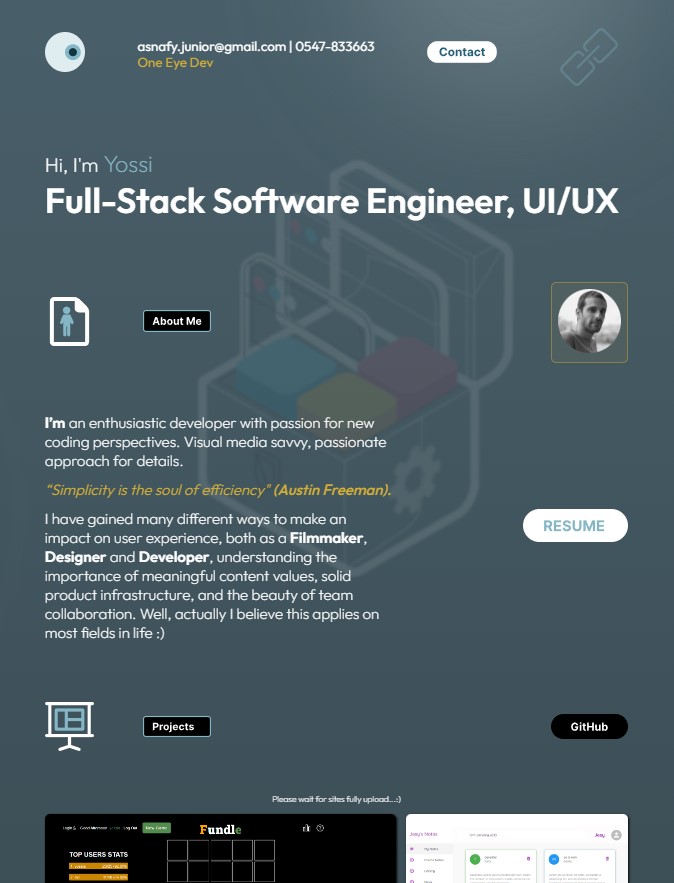 asnafy.junior@gmail.com | 0547-833663
One Eye Dev
Contact
Hi, I'm Yossi
Full-Stack Software Engineer, UI/UX
About Me
I'm an enthusiastic developer with passion for new
coding perspectives. Visual media savvy, passionate
approach for details.
"Simplicity is the soul of efficiency" (Austin Freeman).
I have gained many different ways to make an
impact on user experience, both as a Filmmaker,
Designer and Developer, understanding the
importance of meaningful content values, solid
product infrastructure, and the beauty of team
collaboration. Well, actually I believe this applies on
most fields in life :)
RESUME
Projects
GitHub
Please wait for sites fully upload...:)
Fundle
TOP USERS STATS
Joey's Notes
Joey